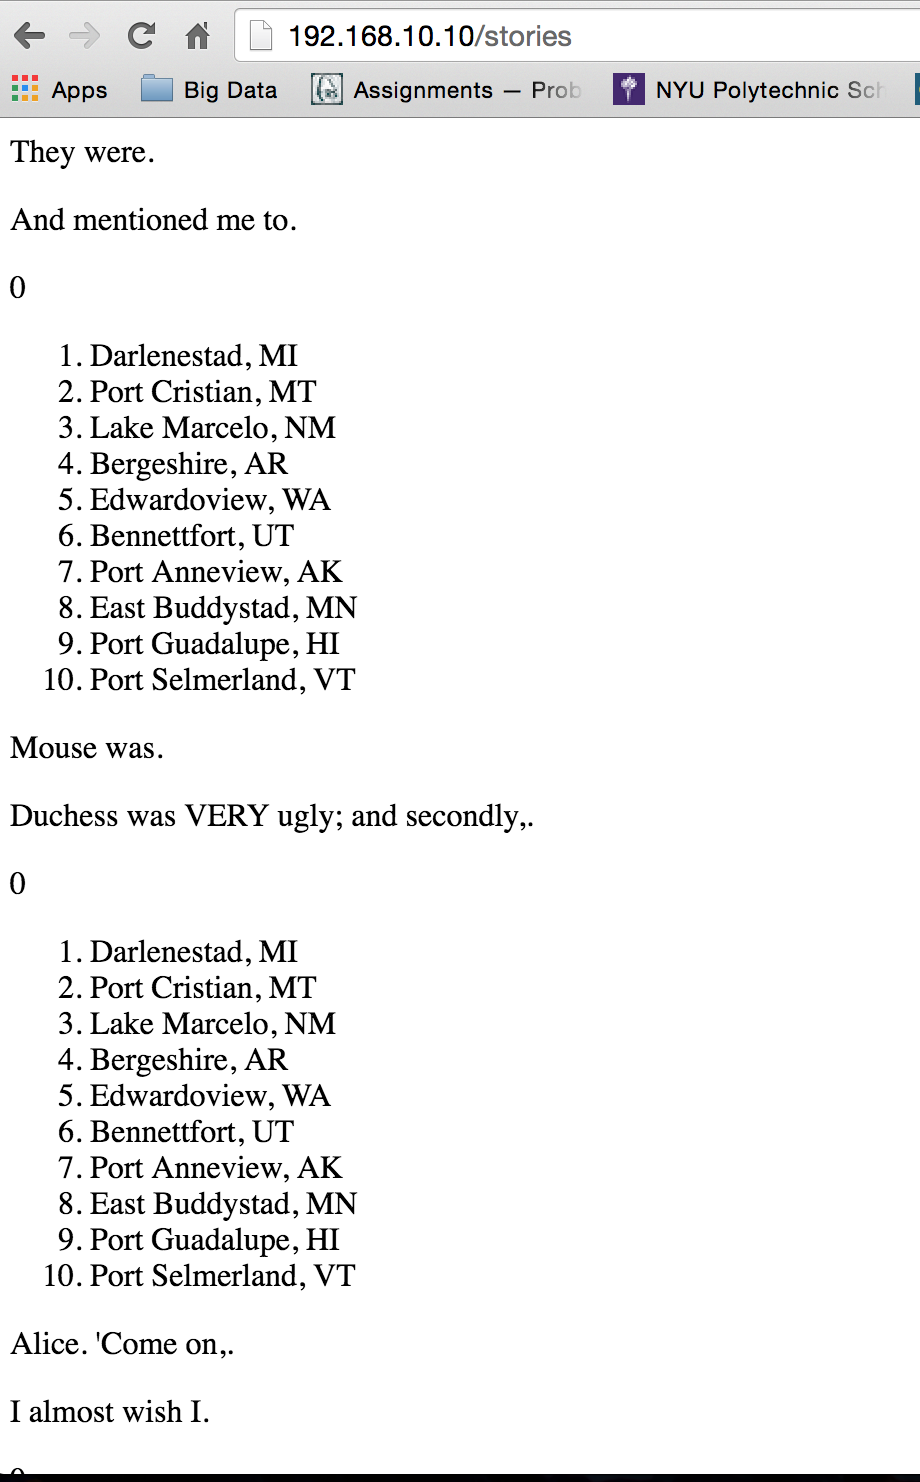 192.168.10.10/stories
Apps Big Data Assignments — Prob NYU Polytechnic Sch
They were.
And mentioned me to.
0
1. Darlenestad, MI
2. Port Cristian, MT
3. Lake Marcelo, NM
4. Bergeshire, AR
5. Edwardoview, WA
6. Bennettfort, UT
7. Port Anneview, AK
8. East Buddystad, MN
9. Port Guadalupe, HI
10. Port Selmerland, VT
Mouse was.
Duchess was VERY ugly; and secondly,.
0
1. Darlenestad, MI
2. Port Cristian, MT
3. Lake Marcelo, NM
4. Bergeshire, AR
5. Edwardoview, WA
6. Bennettfort, UT
7. Port Anneview, AK
8. East Buddystad, MN
9. Port Guadalupe, HI
10. Port Selmerland, VT
Alice. 'Come on,.
I almost wish I.